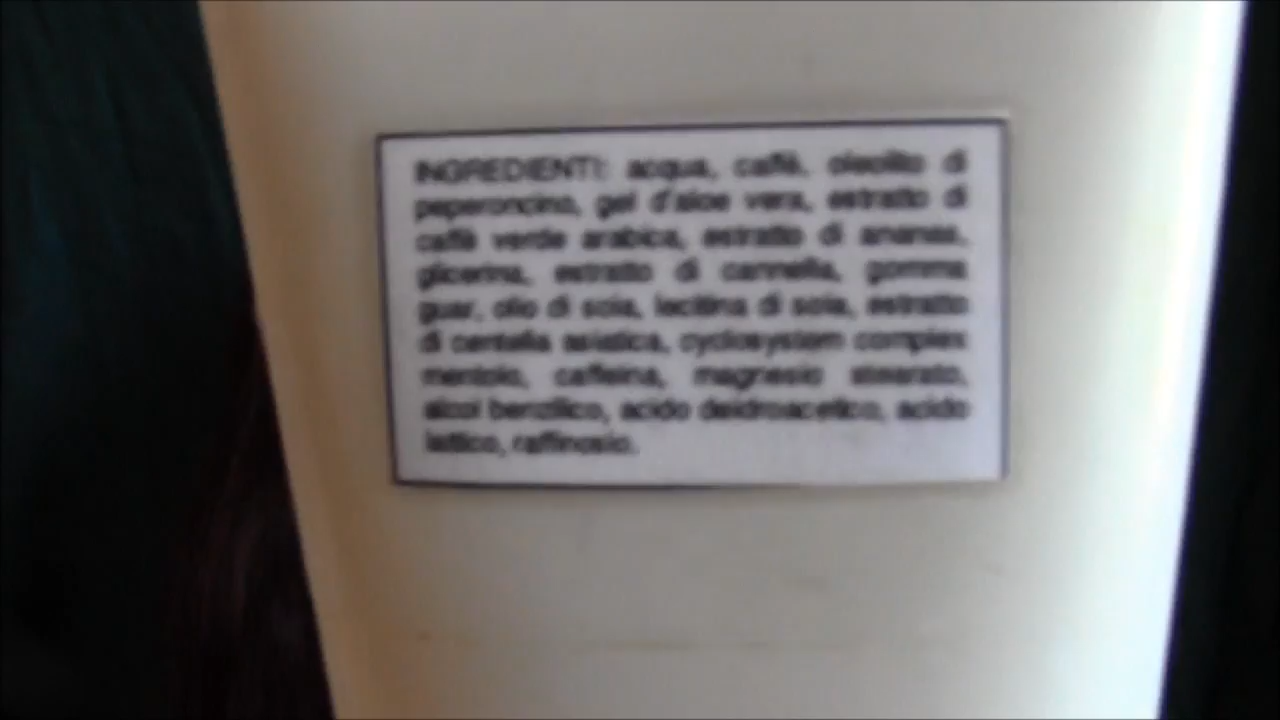 INGREDIENTI: acqua, caffè, oleolito di
peperoncino, gel d'aloe vera, estratto di
caffè verde arabica, estratto di ananas,
glicerina, estratto di cannella, gomma
guar, olio di soia, lecitina di soia, estratto
di centella asiatica, cyclosystem complex
mentolo, caffeina, magnesio stearato,
alcol benzilico, acido deidroacetico, acido
lattico, raffinosio.